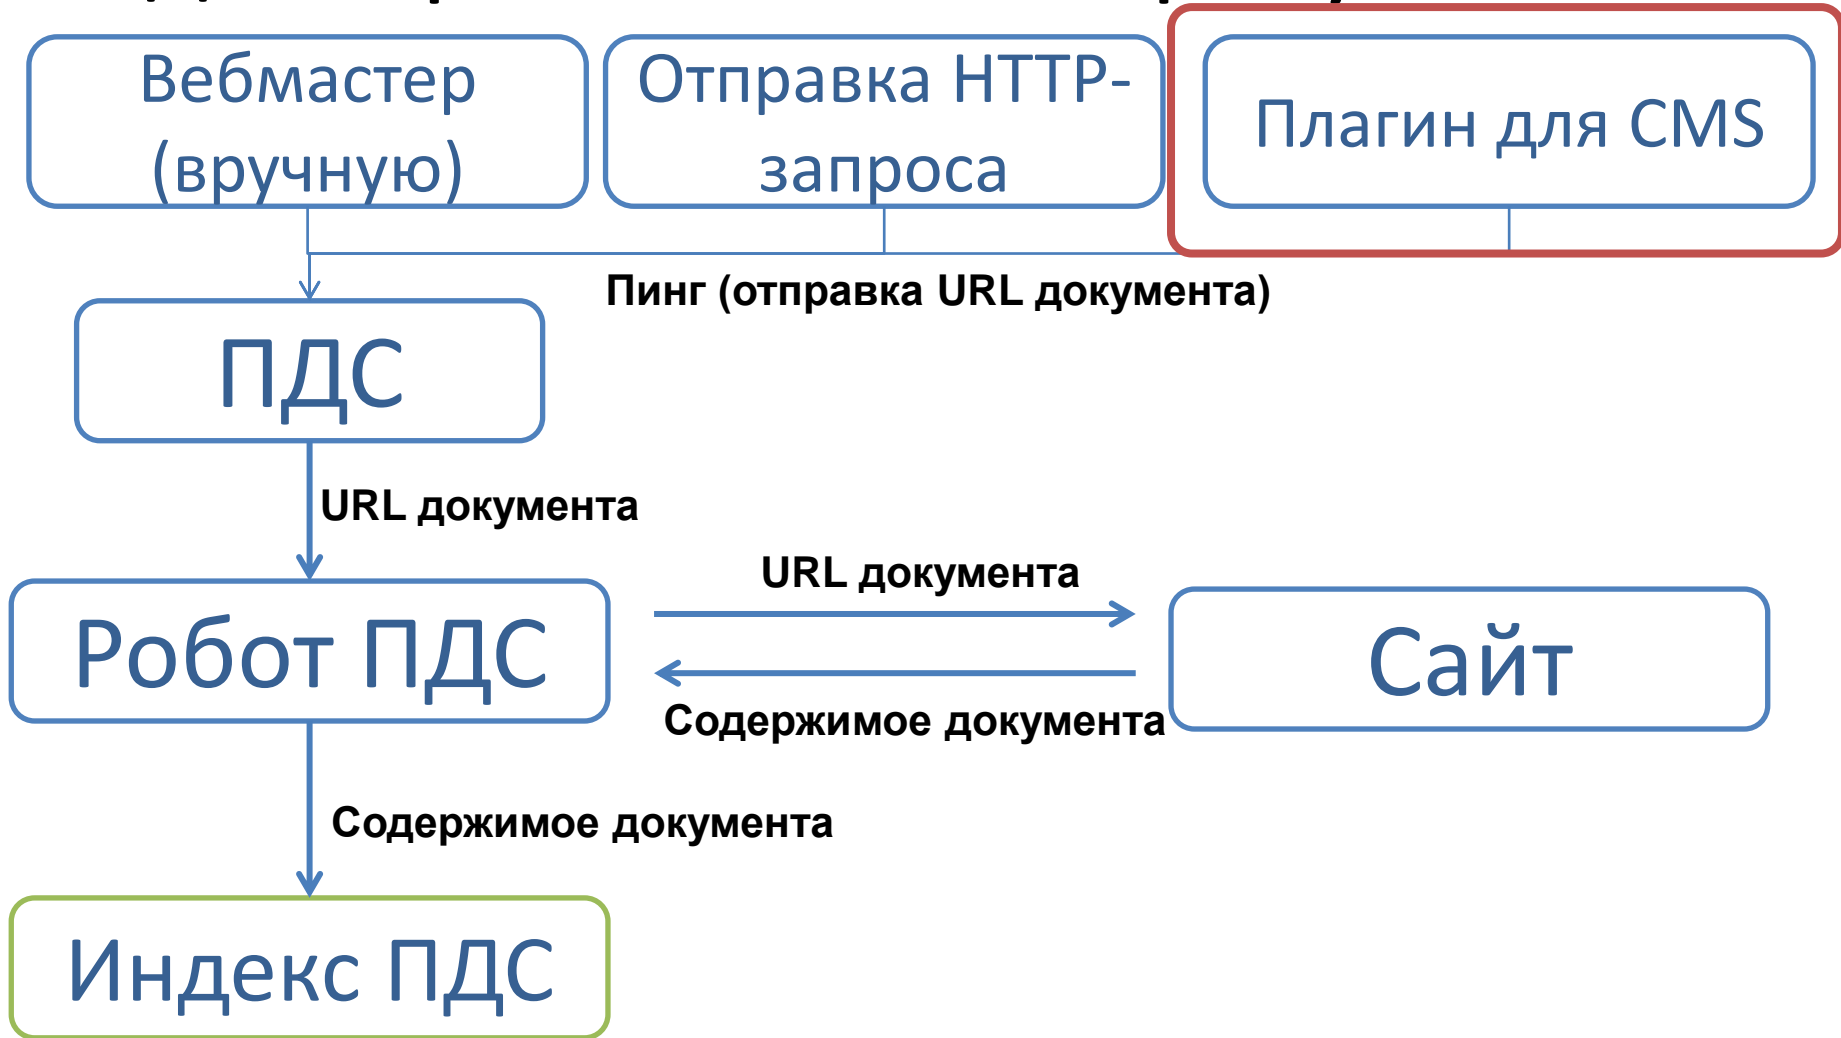 Вебмастер
(вручную)
Отправка HTTP-
запроса
Плагин для CMS
Пинг (отправка URL документа)
ПДС
URL документа
URL документа
Робот ПДС
Сайт
Содержимое документа
Содержимое документа
Индекс ПДС